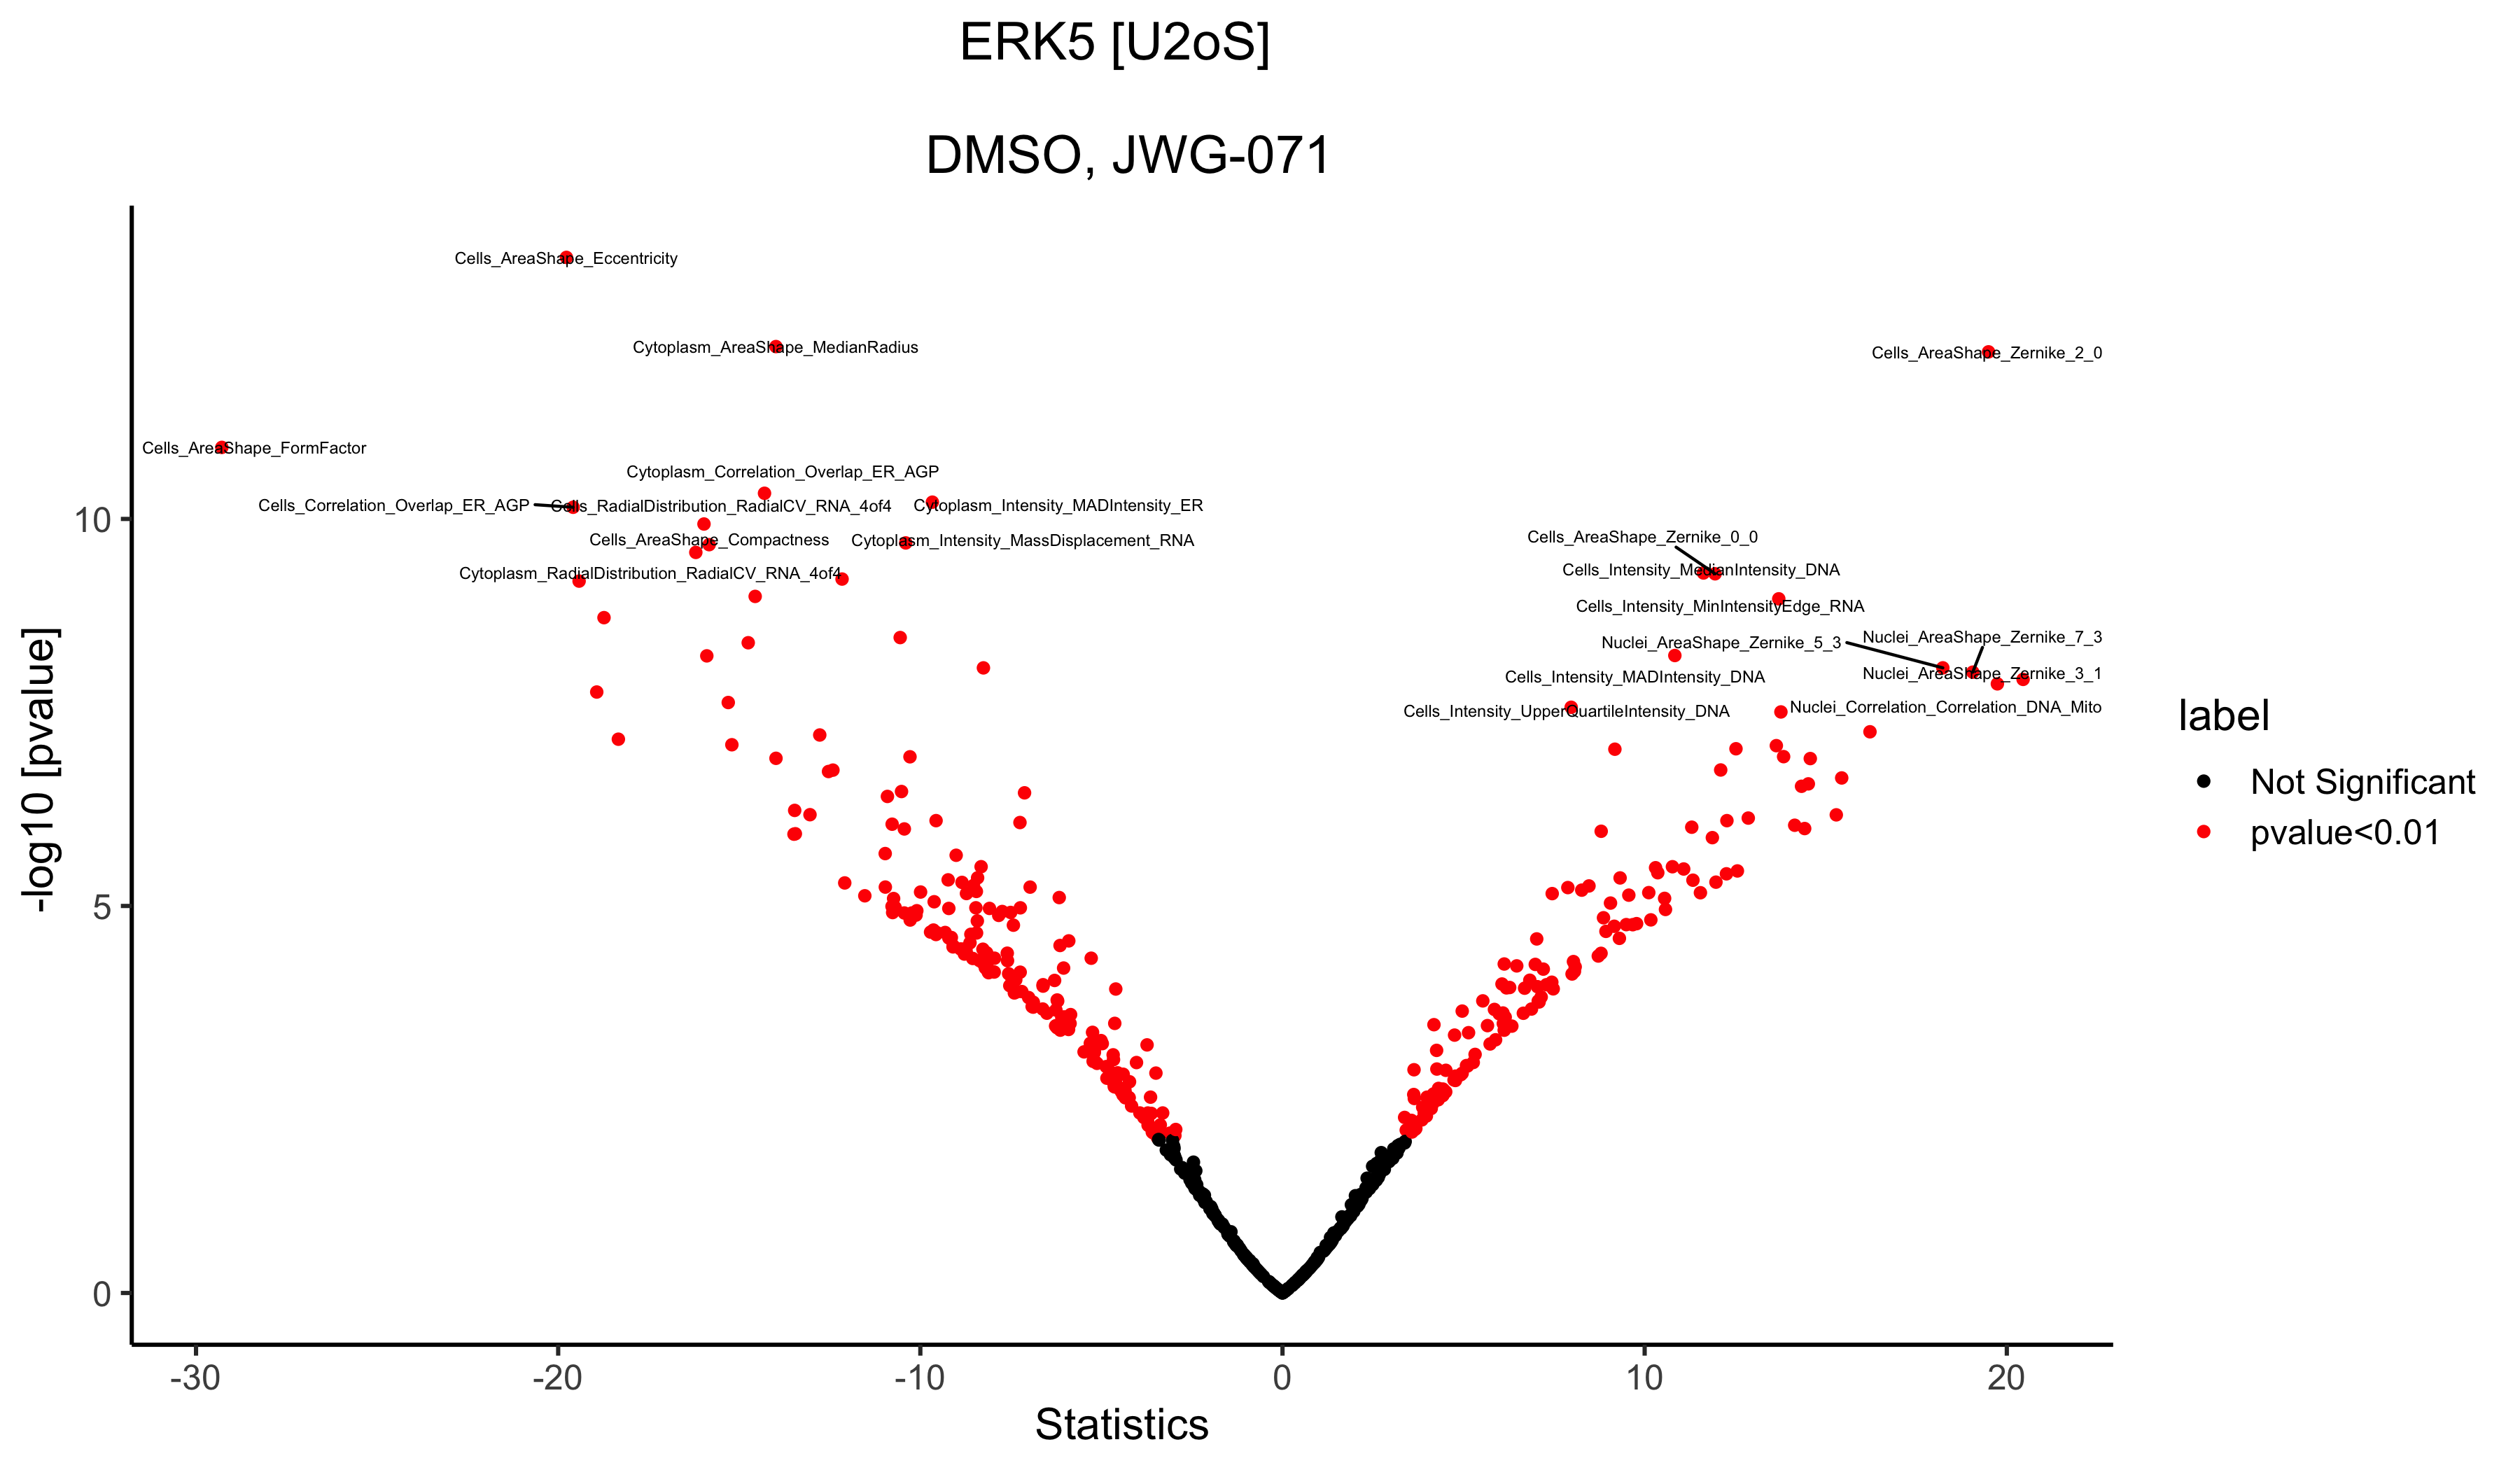 ERK5 [U2oS]
DMSO, JWG-071
Cells_AreaShape_Eccentricity
Cytoplasm_AreaShape_MedianRadius
Cells_AreaShape_Zernike_2_0
Cells_AreaShape_FormFactor
Cytoplasm_Correlation_Overlap_ER_AGP
Cells_Correlation_Overlap_ER_AGP
Cells_RadialDistribution_RadialCV_RNA_4of4
Cytoplasm_Intensity_MADIntensity_ER
Cells_AreaShape_Compactness
Cytoplasm_Intensity_MassDisplacement_RNA
Cells_AreaShape_Zernike_0_0
Cytoplasm_RadialDistribution_RadialCV_RNA_4of4
Cells_Intensity_MedianIntensity_DNA
Cells_Intensity_MinIntensityEdge_RNA
Nuclei_AreaShape_Zernike_5_3
Nuclei_AreaShape_Zernike_7_3
Cells_Intensity_MADIntensity_DNA
Nuclei_AreaShape_Zernike_3_1
Cells_Intensity_UpperQuartileIntensity_DNA
Nuclei_Correlation_Correlation_DNA_Mito
10
5
0
-log10 [pvalue]
-30
-20
-10
0
10
20
Statistics
label
Not Significant
pvalue<0.01